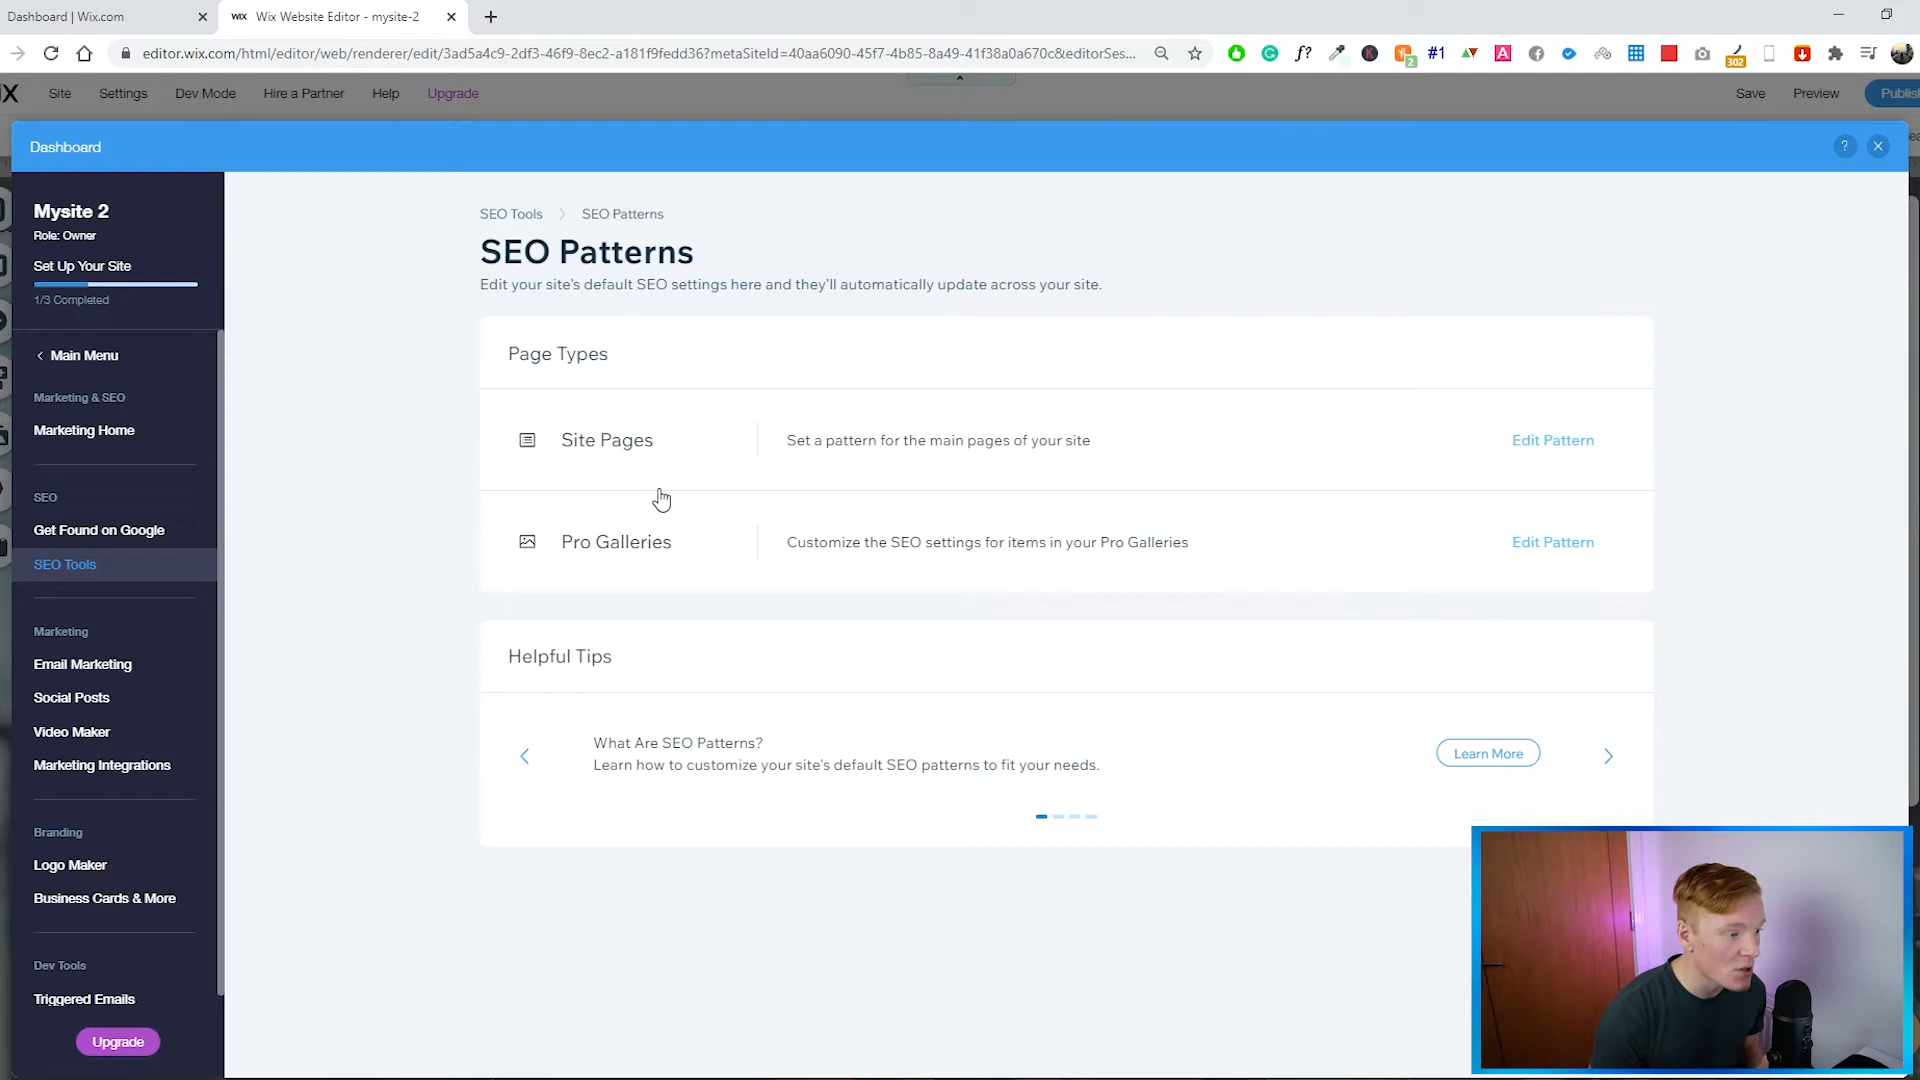 Dashboard | Wix.com
WIX Wix Website Editor - mysite-2
editor.wix.com/html/editor/web/renderer/edit/3ad5a4c9-2df3-46f9-8ec2-a181f9fedd36?metaSiteId=40aa6090-45f7-4b85-8a49-41f38a0a670c&editorSes...
f? K 2 #1 A 302
Site Settings Dev Mode Hire a Partner Help Upgrade Save Preview Publis
Dashboard ?
Mysite 2
Role: Owner
Set Up Your Site
1/3 Completed
Main Menu
Marketing & SEO
Marketing Home
SEO
Get Found on Google
SEO Tools
Marketing
Email Marketing
Social Posts
Video Maker
Marketing Integrations
Branding
Logo Maker
Business Cards & More
Dev Tools
Triggered Emails
Upgrade
SEO Tools SEO Patterns
SEO Patterns
Edit your site's default SEO settings here and they'll automatically update across your site.
Page Types
Site Pages Set a pattern for the main pages of your site Edit Pattern
Pro Galleries Customize the SEO settings for items in your Pro Galleries Edit Pattern
Helpful Tips
What Are SEO Patterns?
Learn how to customize your site's default SEO patterns to fit your needs.
Learn More